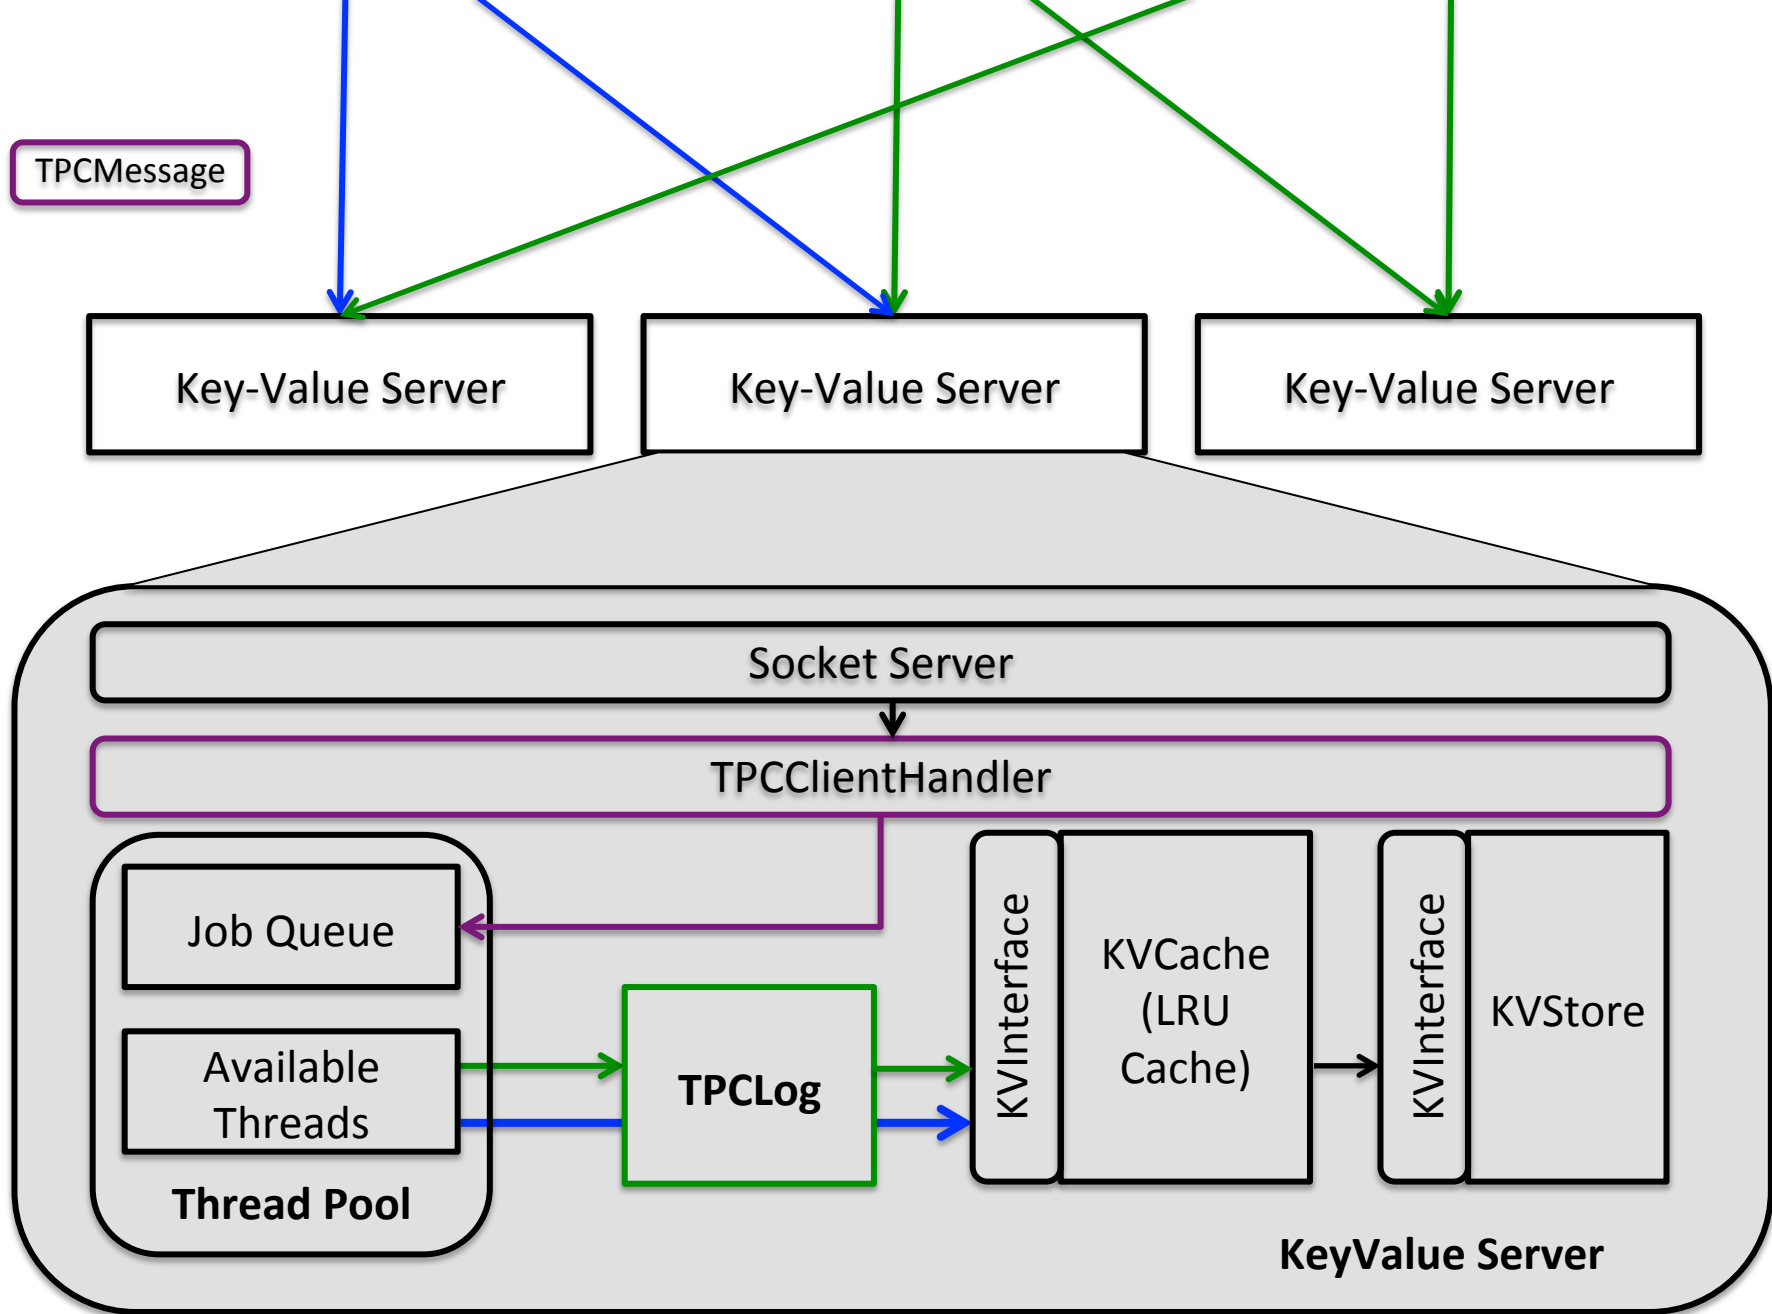 TPCMessage
Key-Value Server
Key-Value Server
Key-Value Server
Socket Server
TPCClientHandler
Job Queue
Available
Threads
Thread Pool
TPCLog
KVInterface
KVCache
(LRU
Cache)
KVInterface
KVStore
KeyValue Server